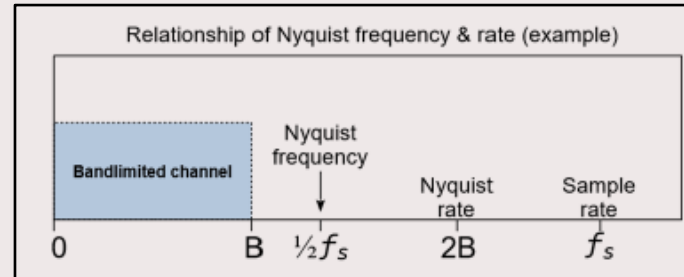 Relationship of Nyquist frequency & rate (example)
Bandlimited channel
Nyquist
frequency
Nyquist
rate
Sample
rate
0
B
½fs
2B
fs